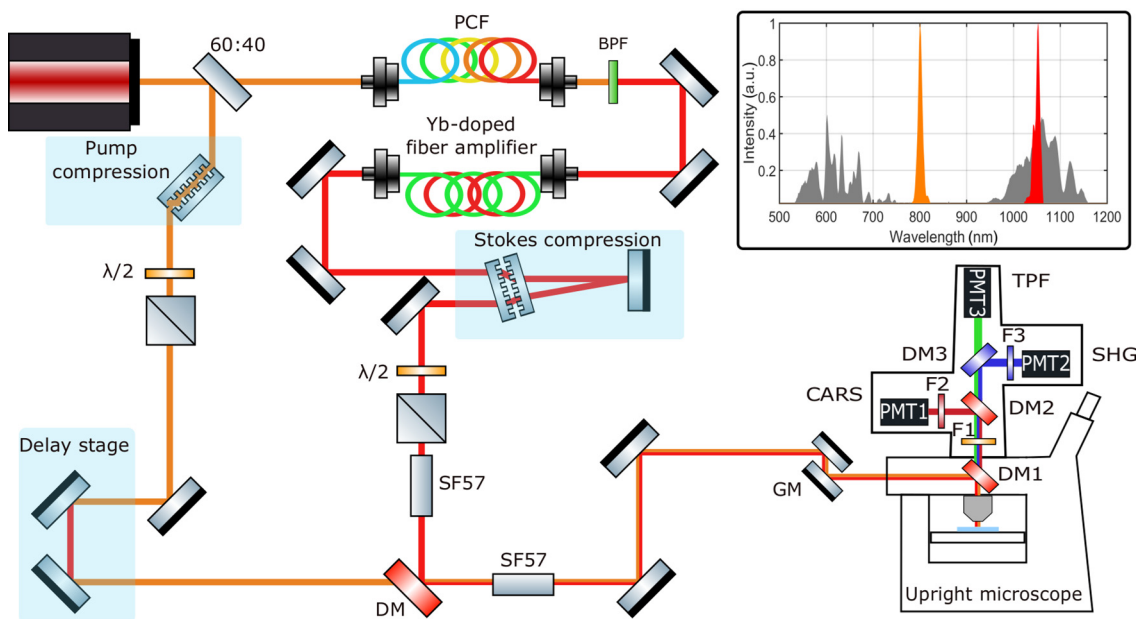 60:40
PCF
BPF
Pump
compression
Yb-doped
fiber amplifier
Stokes compression
λ/2
λ/2
Delay stage
SF57
SF57
DM
GM
Intensity (a.u.)
1
0.8
0.6
0.4
0.2
500 600 700 800 900 1000 1100 1200
Wavelength (nm)
PMT3
TPF
F3
DM3
PMT2
SHG
CARS
F2
PMT1
DM2
F1
DM1
Upright microscope